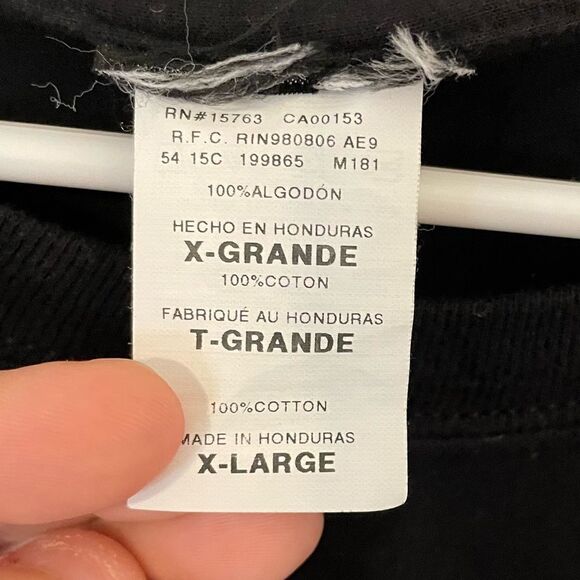 RN#15763 CA00153
R.F.C. RIN980806 AE9
54 15C 199865 M181
100%ALGODÓN
HECHO EN HONDURAS
X-GRANDE
100%COTON
FABRIQUÉ AU HONDURAS
T-GRANDE
100%COTTON
MADE IN HONDURAS
X-LARGE